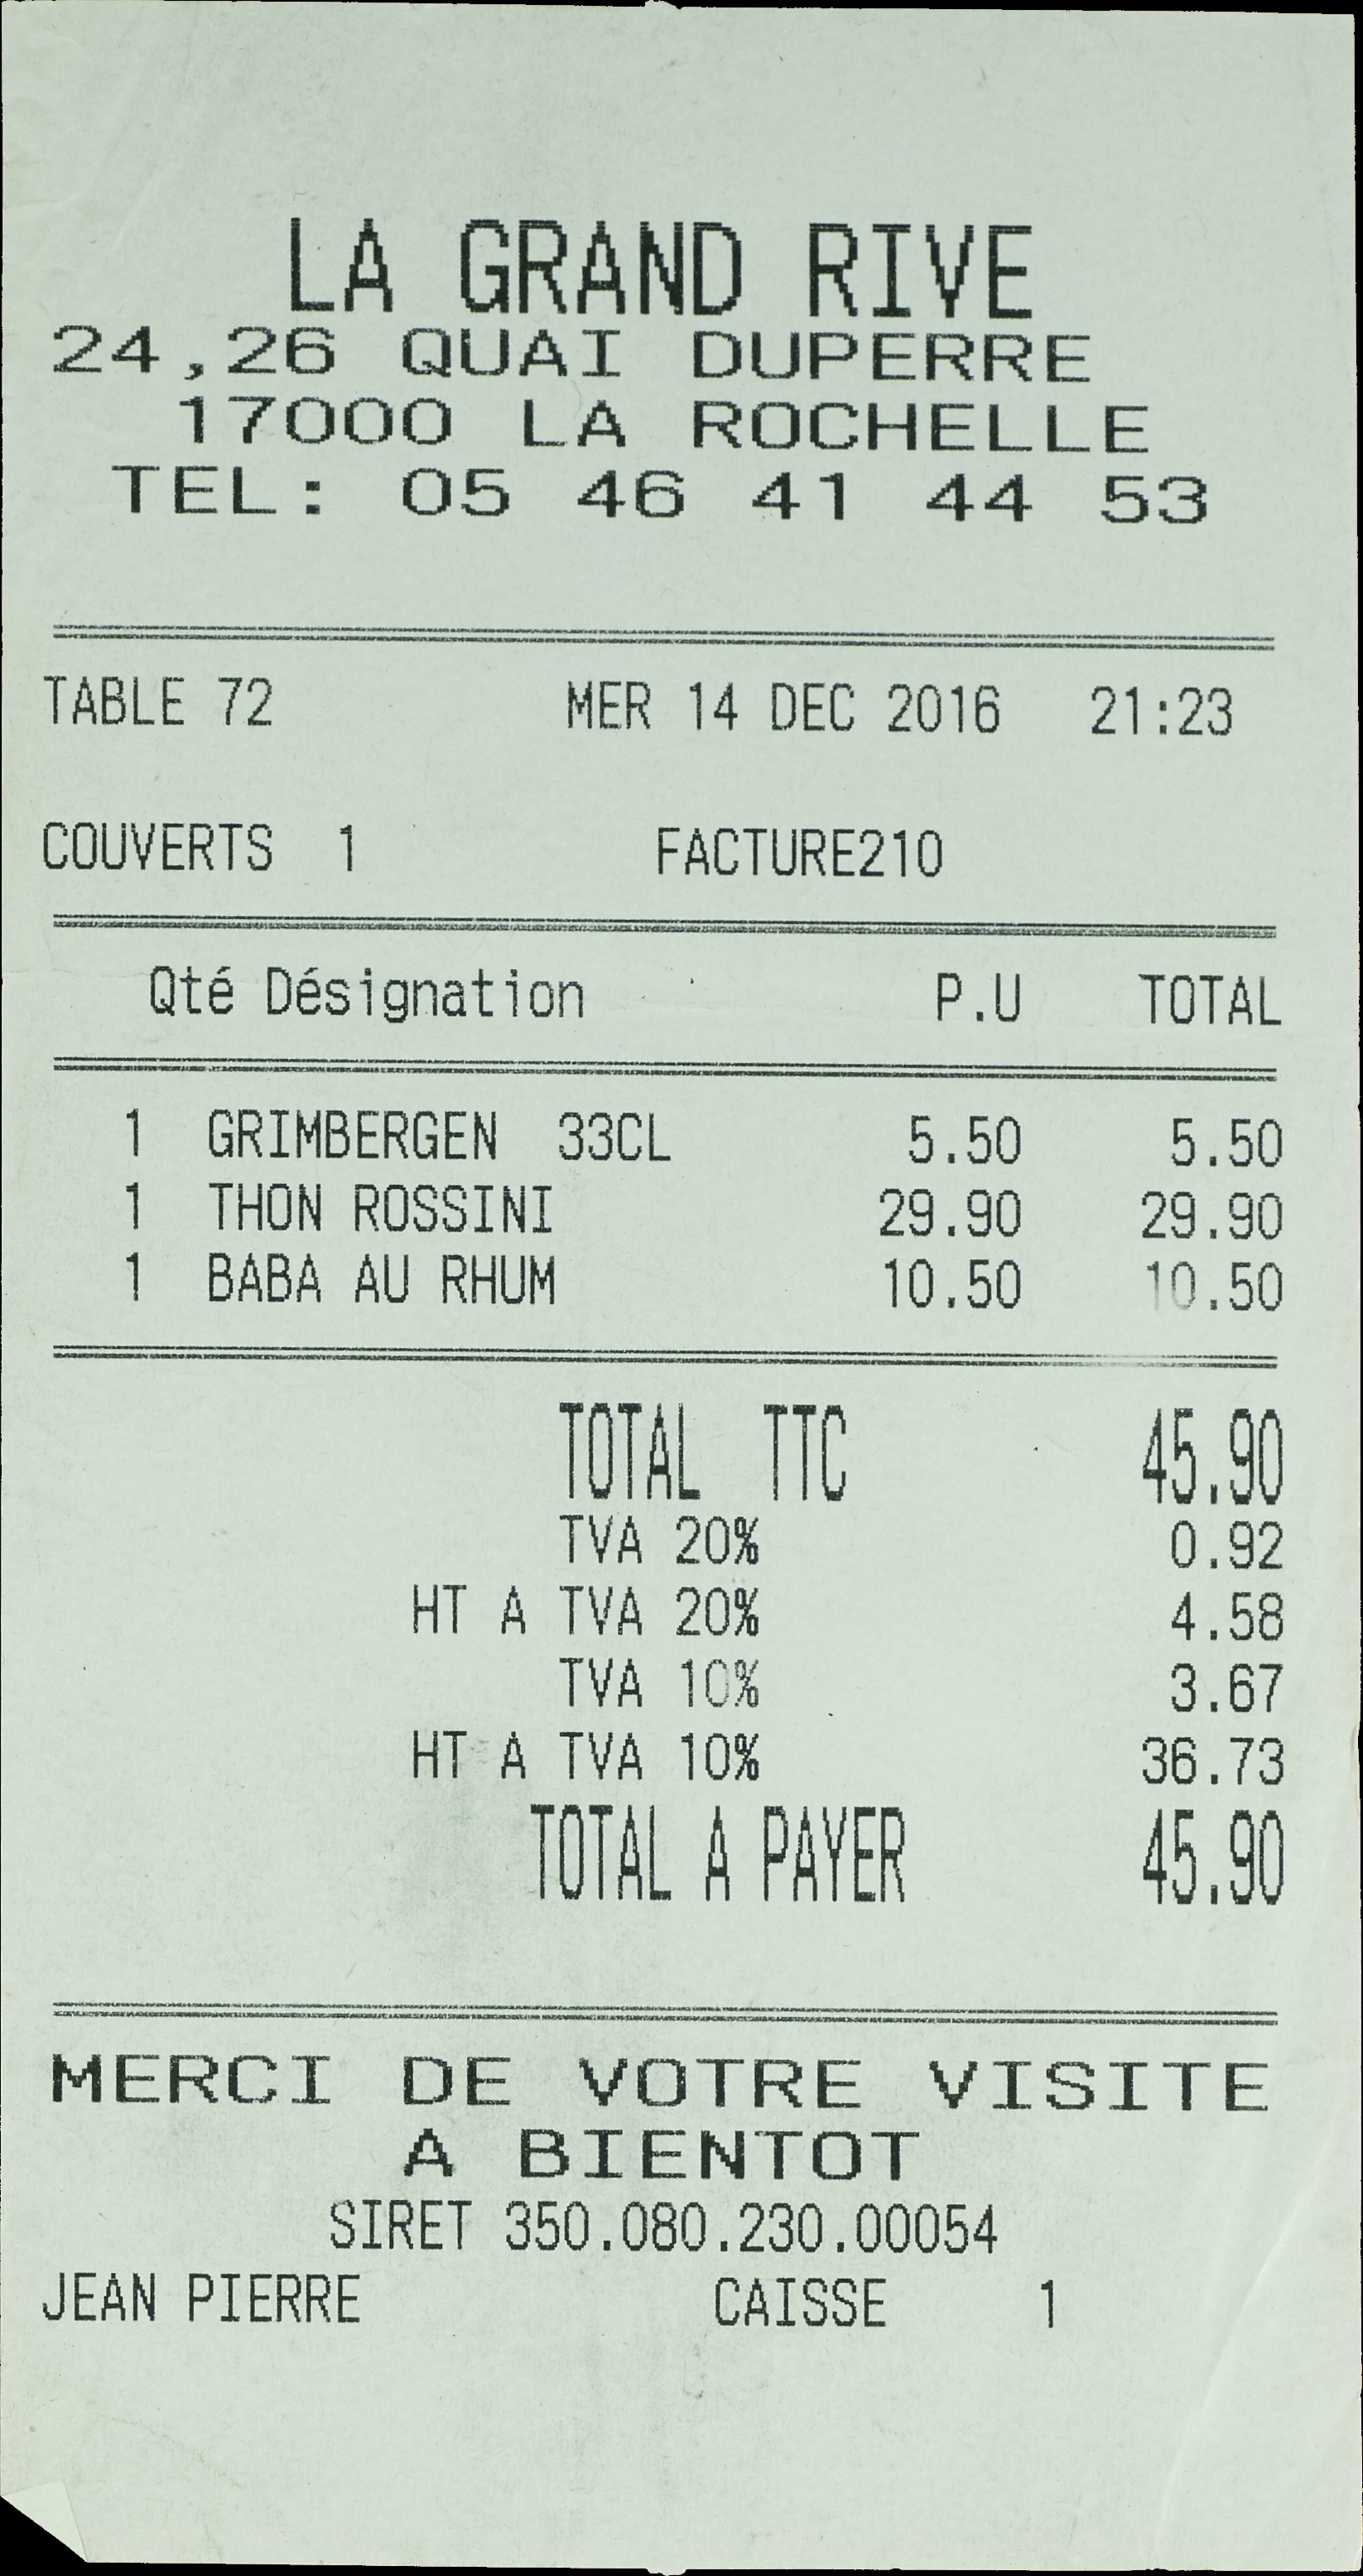 LA GRAND RIVE
24,26 QUAI DUPERRE
17000 LA ROCHELLE
TEL: 05 46 41 44 53
TABLE 72 MER 14 DEC 2016 21:23
COUVERTS 1 FACTURE210
Qté Désignation P.U TOTAL
1 GRIMBERGEN 33CL 5.50 5.50
1 THON ROSSINI 29.90 29.90
1 BABA AU RHUM 10.50 10.50
TOTAL TTC 45.90
TVA 20% 0.92
HT A TVA 20% 4.58
TVA 10% 3.67
HT A TVA 10% 36.73
TOTAL A PAYER 45.90
MERCI DE VOTRE VISITE
A BIENTOT
SIRET 350.080.230.00054
JEAN PIERRE CAISSE 1